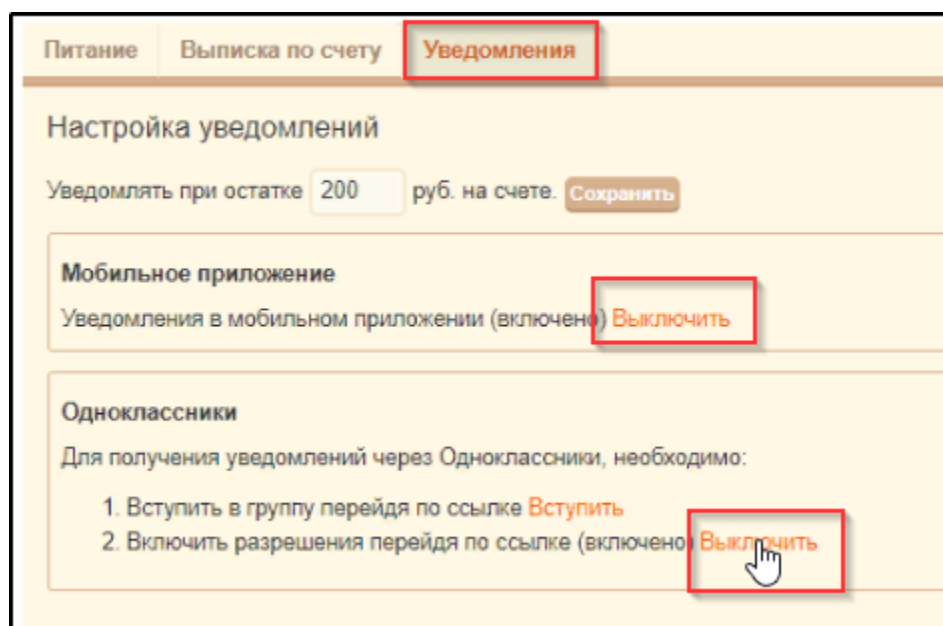 Питание Выписка по счету Уведомления
Настройка уведомлений
Уведомлять при остатке 200 руб. на счете. Сохранить
Мобильное приложение
Уведомления в мобильном приложении (включено) Выключить
Одноклассники
Для получения уведомлений через Одноклассники, необходимо:
1. Вступить в группу перейдя по ссылке Вступить
2. Включить разрешения перейдя по ссылке (включено) Выключить